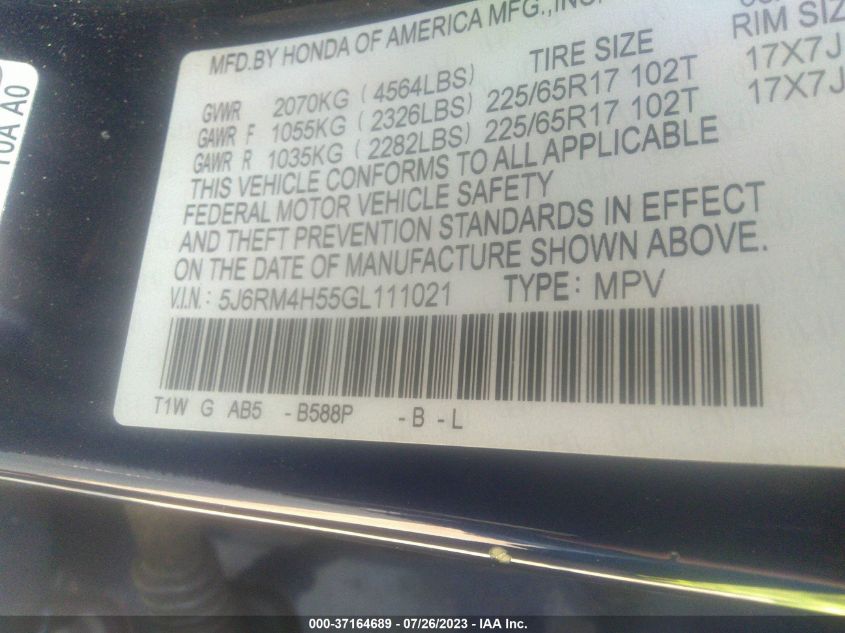 MFD.BY HONDA OF AMERICA MFG.,INC.
TIRE SIZE RIM SIZ
GVWR 2070KG ( 4564LBS)
GAWR F 1055KG ( 2326LBS) 225/65R17 102T 17X7J
GAWR R 1035KG ( 2282LBS) 225/65R17 102T 17X7J
THIS VEHICLE CONFORMS TO ALL APPLICABLE
FEDERAL MOTOR VEHICLE SAFETY
AND THEFT PREVENTION STANDARDS IN EFFECT
ON THE DATE OF MANUFACTURE SHOWN ABOVE.
V.I.N.: 5J6RM4H55GL111021 TYPE: MPV
T1W G AB5 -B588P -B -L
10A A0
000-37164689 - 07/26/2023 - IAA Inc.